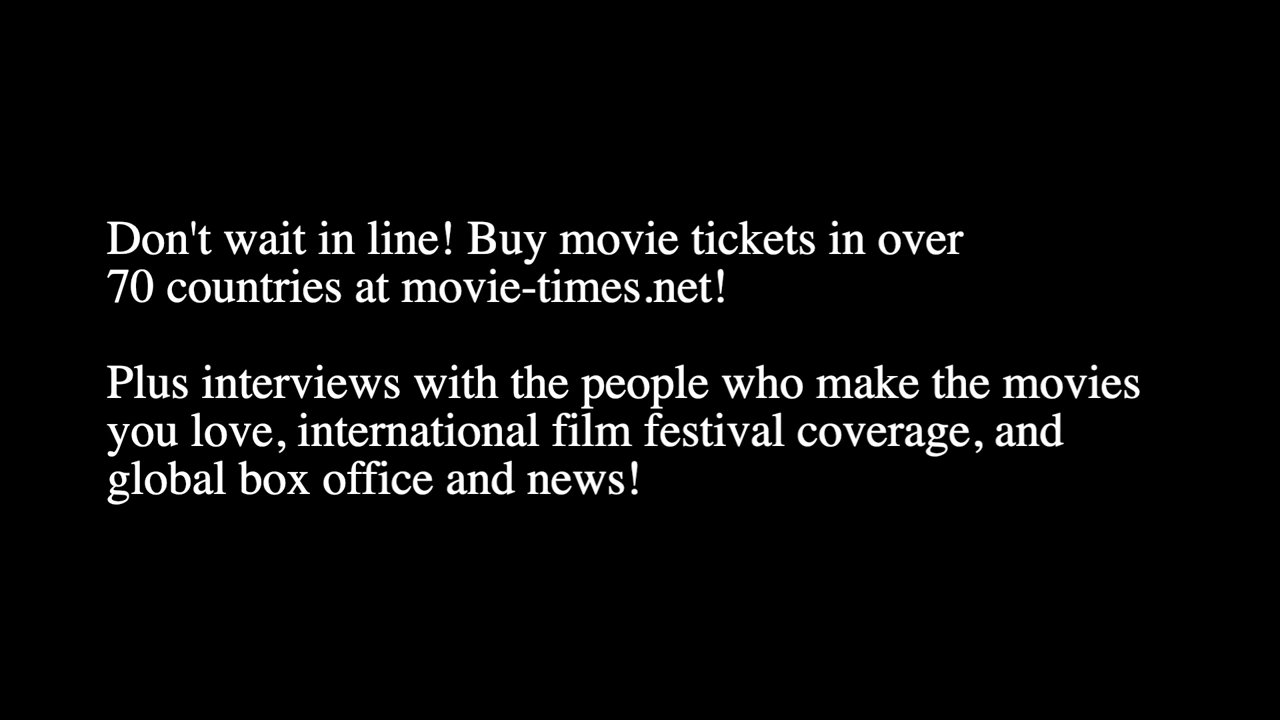 Don't wait in line! Buy movie tickets in over
70 countries at movie-times.net!
Plus interviews with the people who make the movies
you love, international film festival coverage, and
global box office and news!